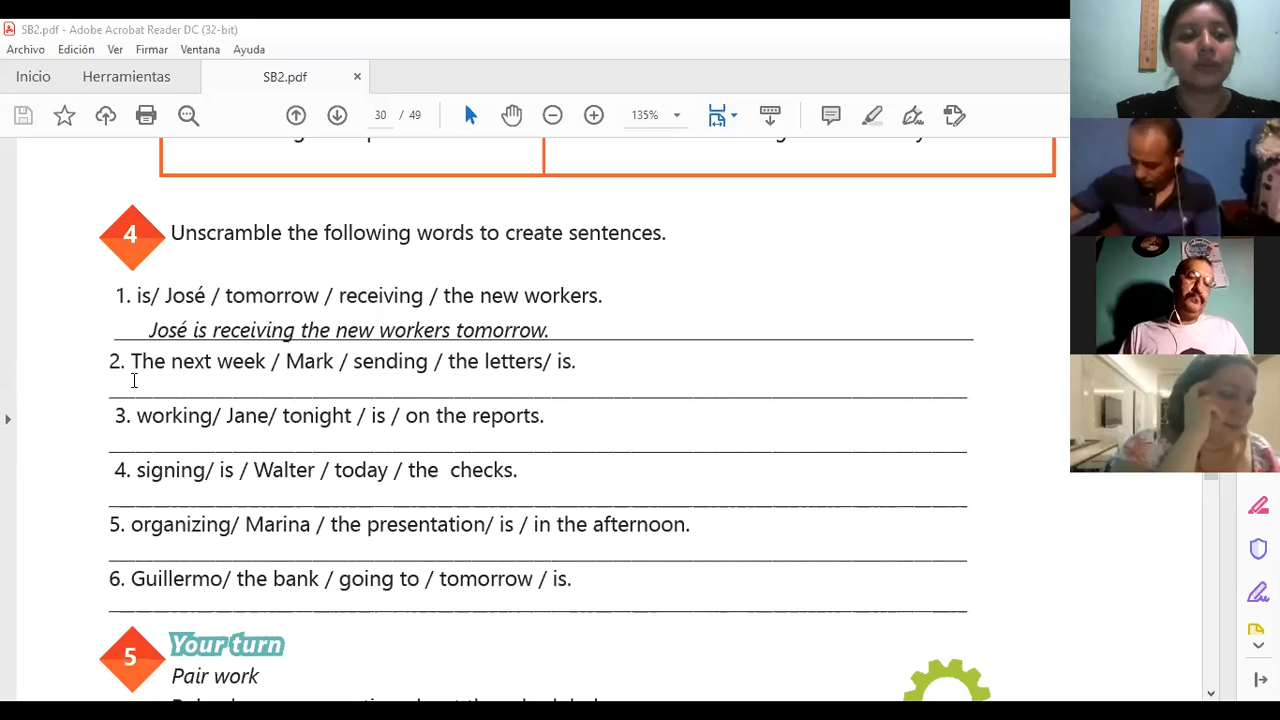 SB2.pdf - Adobe Acrobat Reader DC (32-bit)
Archivo Edición Ver Firmar Ventana Ayuda
Inicio Herramientas SB2.pdf ×
30 / 49 135%
4 Unscramble the following words to create sentences.
1. is/ José / tomorrow / receiving / the new workers.
José is receiving the new workers tomorrow.
2. The next week / Mark / sending / the letters/ is.
3. working/ Jane/ tonight / is / on the reports.
4. signing/ is / Walter / today / the checks.
5. organizing/ Marina / the presentation/ is / in the afternoon.
6. Guillermo/ the bank / going to / tomorrow / is.
5 Your turn
Pair work